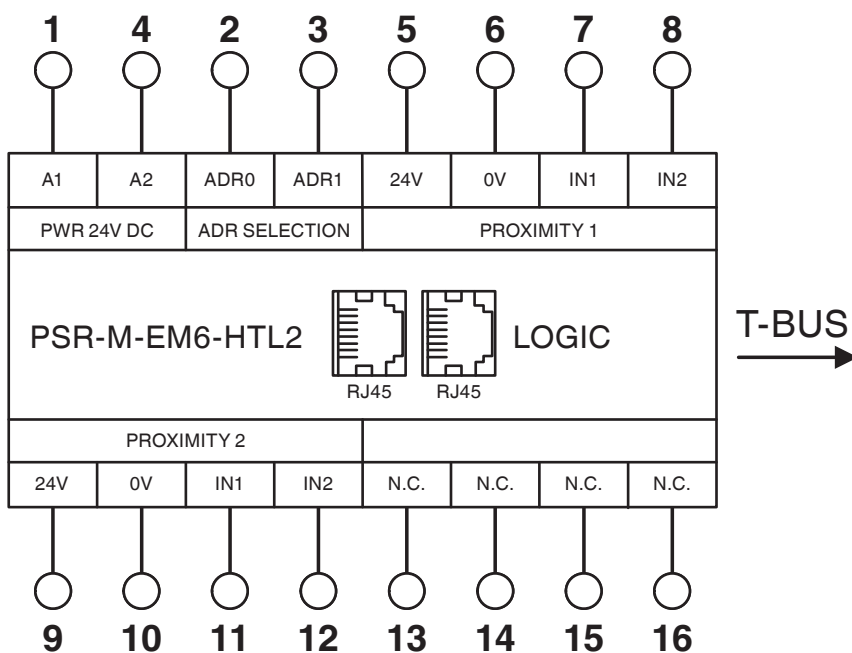 1 4 2 3 5 6 7 8
A1 A2 ADR0 ADR1 24V 0V IN1 IN2
PWR 24V DC ADR SELECTION PROXIMITY 1
PSR-M-EM6-HTL2 LOGIC
RJ45 RJ45
T-BUS
PROXIMITY 2
24V 0V IN1 IN2 N.C. N.C. N.C. N.C.
9 10 11 12 13 14 15 16